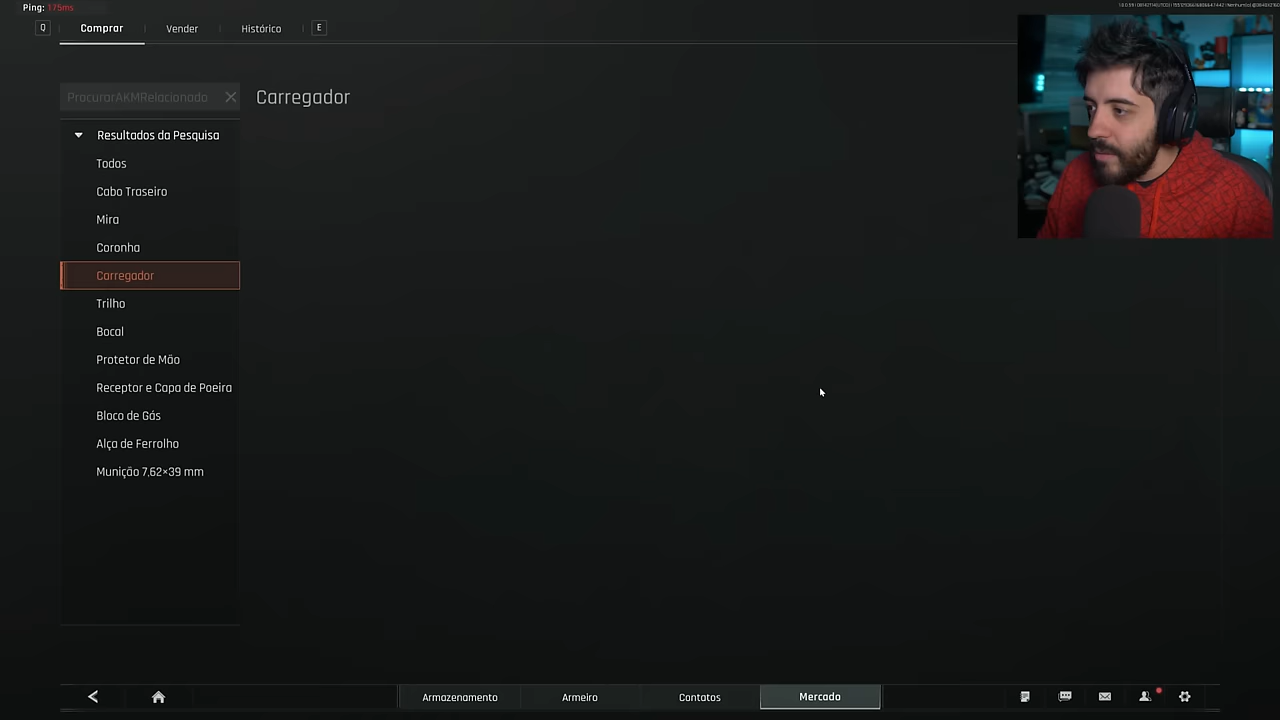 Ping: 175ms
Q
Comprar
Vender
Histórico
E
ProcurarAKMRelacionado
Carregador
Resultados da Pesquisa
Todos
Cabo Traseiro
Mira
Coronha
Carregador
Trilho
Bocal
Protetor de Mão
Receptor e Capa de Poeira
Bloco de Gás
Alça de Ferrolho
Munição 7,62×39 mm
Armazenamento
Armeiro
Contatos
Mercado